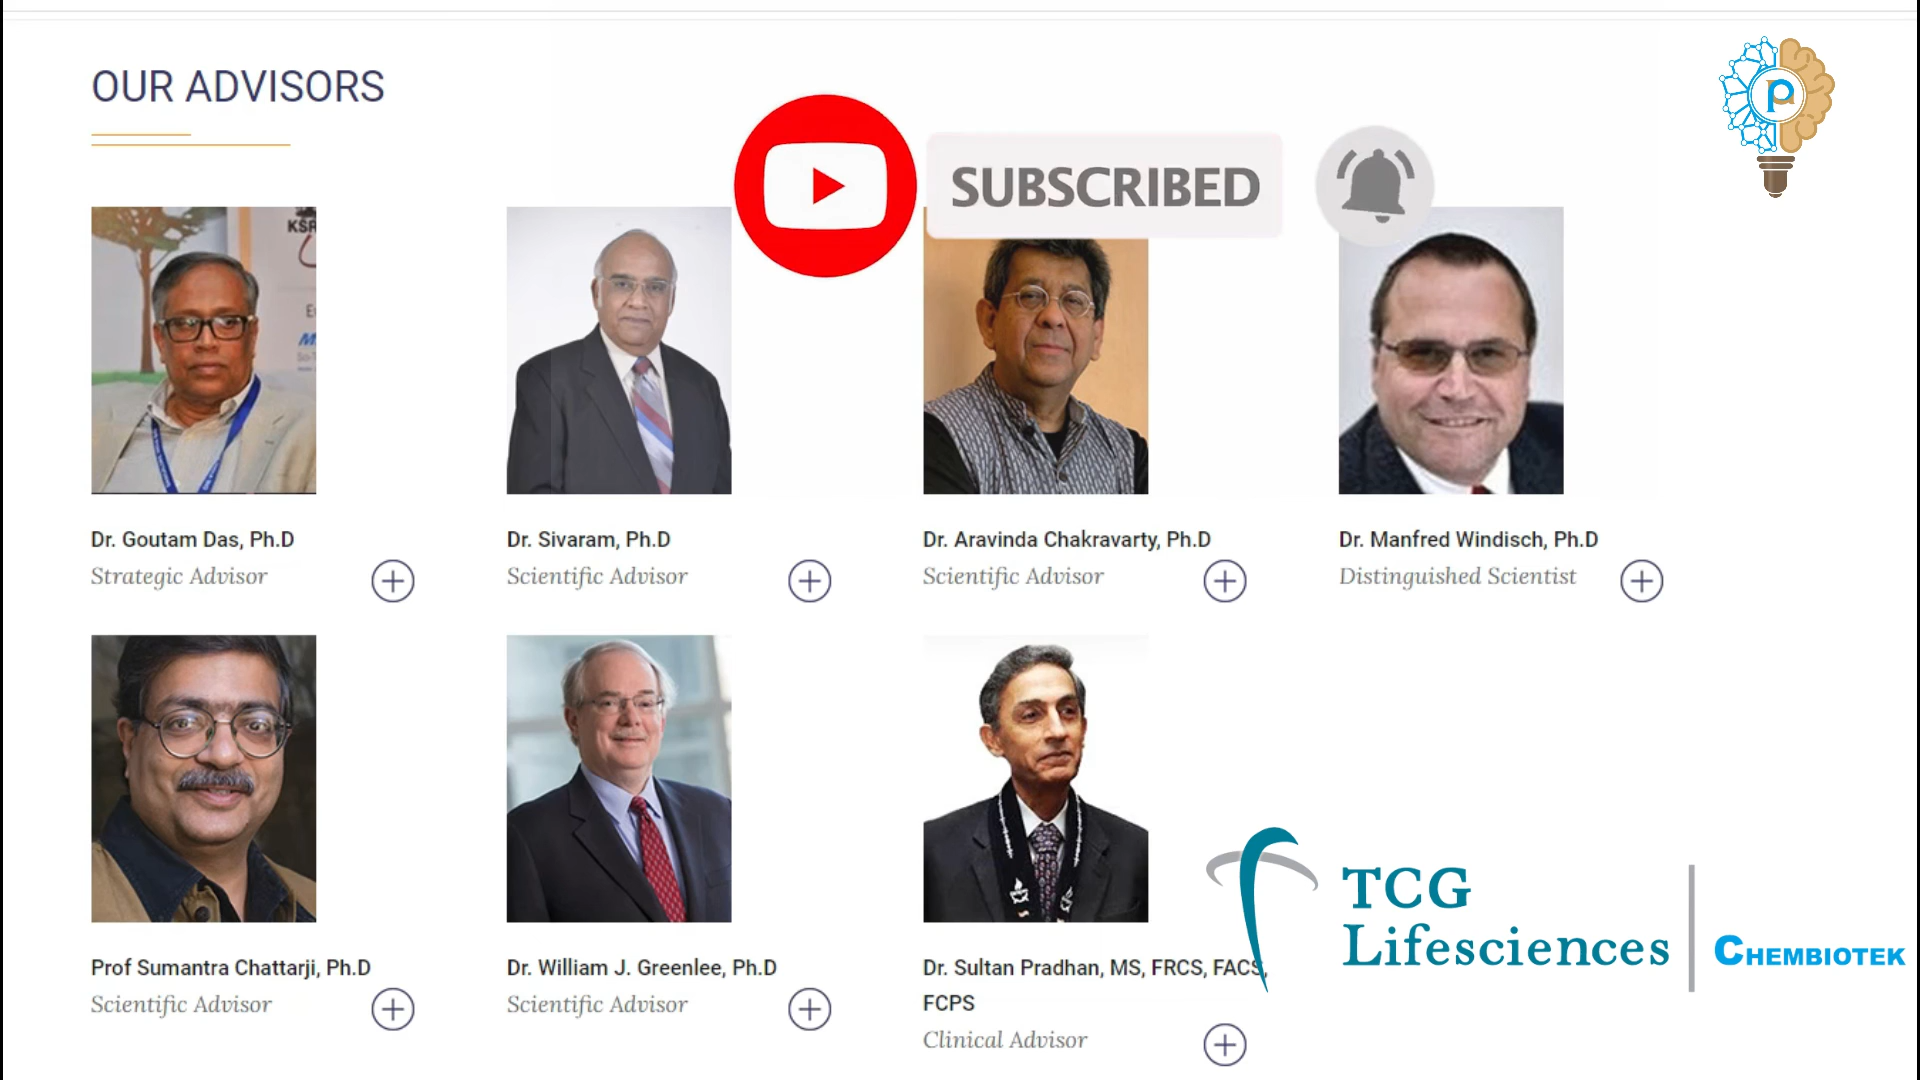 OUR ADVISORS
SUBSCRIBED
P
KSR
Dr. Goutam Das, Ph.D
Strategic Advisor
Dr. Sivaram, Ph.D
Scientific Advisor
Dr. Aravinda Chakravarty, Ph.D
Scientific Advisor
Dr. Manfred Windisch, Ph.D
Distinguished Scientist
Prof Sumantra Chattarji, Ph.D
Scientific Advisor
Dr. William J. Greenlee, Ph.D
Scientific Advisor
Dr. Sultan Pradhan, MS, FRCS, FACS,
FCPS
Clinical Advisor
TCG
Lifesciences
CHEMBIOTEK